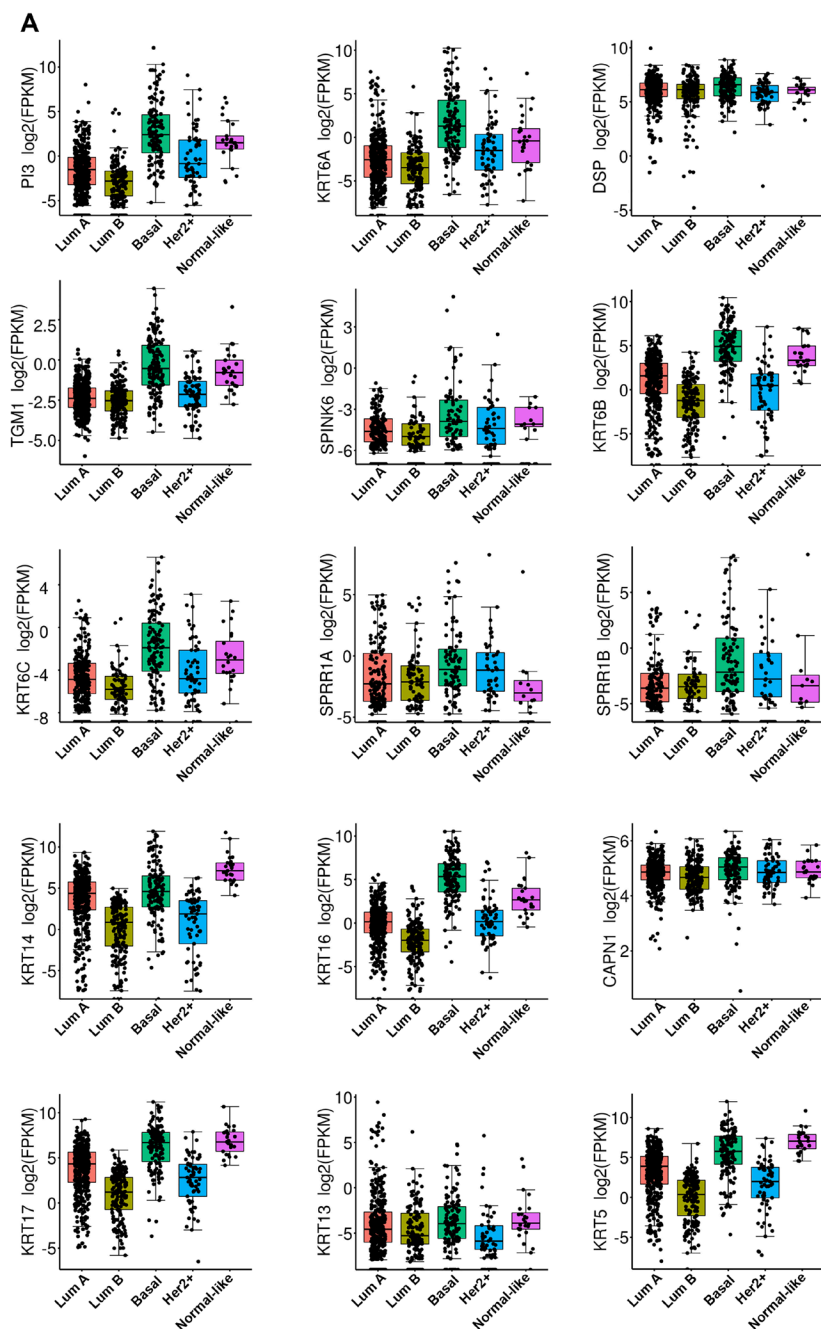 A
PI3 log2(FPKM)
10
5
0
-5
Lum A
Lum B
Basal
Her2+
Normal-like
KRT6A log2(FPKM)
10
5
0
-5
Lum A
Lum B
Basal
Her2+
Normal-like
DSP log2(FPKM)
10
5
0
-5
Lum A
Lum B
Basal
Her2+
Normal-like
TGM1 log2(FPKM)
2.5
0.0
-2.5
-5.0
Lum A
Lum B
Basal
Her2+
Normal-like
SPINK6 log2(FPKM)
3
0
-3
-6
Lum A
Lum B
Basal
Her2+
Normal-like
KRT6B log2(FPKM)
10
5
0
-5
Lum A
Lum B
Basal
Her2+
Normal-like
KRT6C log2(FPKM)
4
0
-4
-8
Lum A
Lum B
Basal
Her2+
Normal-like
SPRR1A log2(FPKM)
5
0
-5
Lum A
Lum B
Basal
Her2+
Normal-like
SPRR1B log2(FPKM)
5
0
-5
Lum A
Lum B
Basal
Her2+
Normal-like
KRT14 log2(FPKM)
10
5
0
-5
Lum A
Lum B
Basal
Her2+
Normal-like
KRT16 log2(FPKM)
10
5
0
-5
Lum A
Lum B
Basal
Her2+
Normal-like
CAPN1 log2(FPKM)
6
4
2
Lum A
Lum B
Basal
Her2+
Normal-like
KRT17 log2(FPKM)
10
5
0
-5
Lum A
Lum B
Basal
Her2+
Normal-like
KRT13 log2(FPKM)
10
5
0
-5
Lum A
Lum B
Basal
Her2+
Normal-like
KRT5 log2(FPKM)
10
5
0
-5
Lum A
Lum B
Basal
Her2+
Normal-like